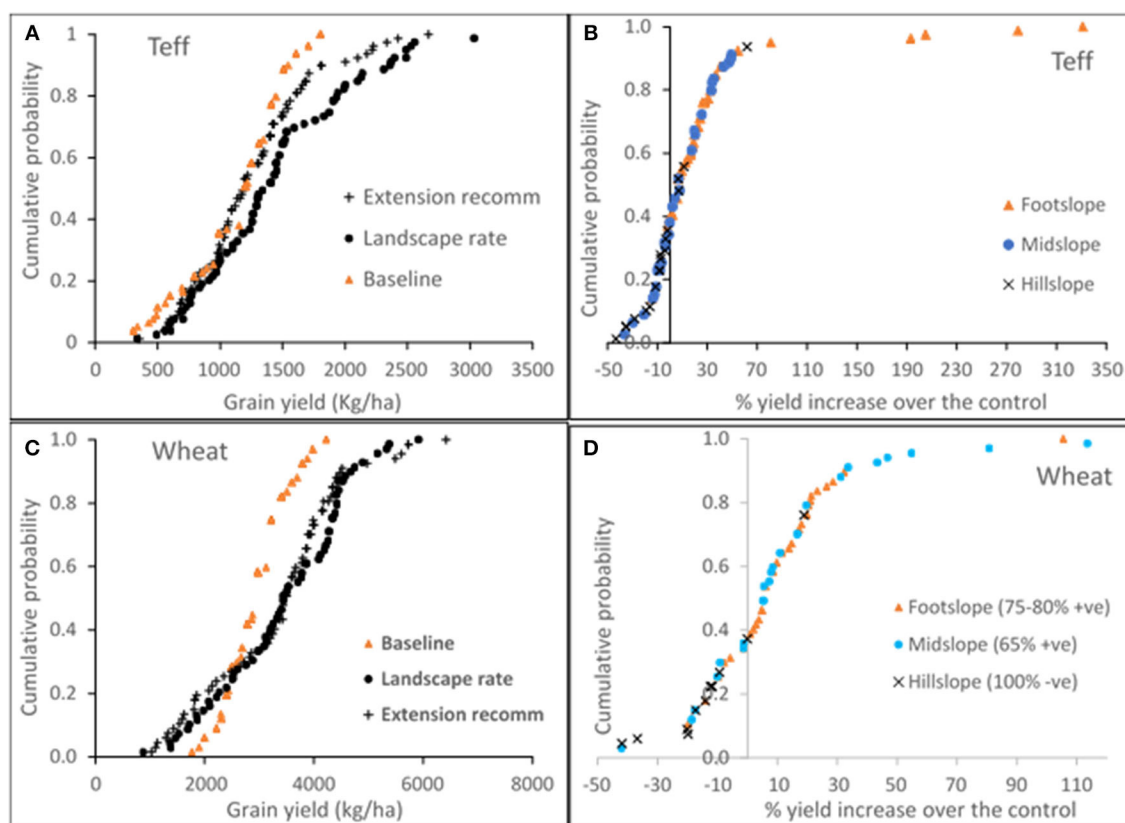 A
Teff
Cumulative probability
1
0.8
0.6
0.4
0.2
0
Extension recomm
Landscape rate
Baseline
0 500 1000 1500 2000 2500 3000 3500
Grain yield (Kg/ha)
B
Teff
Cumulative probability
1.0
0.8
0.6
0.4
0.2
0.0
Footslope
Midslope
Hillslope
-50 -10 30 70 110 150 190 230 270 310 350
% yield increase over the control
C
Wheat
Cumulative probability
1.0
0.8
0.6
0.4
0.2
0.0
Baseline
Landscape rate
Extension recomm
0 2000 4000 6000 8000
Grain yield (kg/ha)
D
Wheat
Cumulative probability
1.0
0.8
0.6
0.4
0.2
0.0
Footslope (75-80% +ve)
Midslope (65% +ve)
Hillslope (100% -ve)
-50 -30 -10 10 30 50 70 90 110
% yield increase over the control